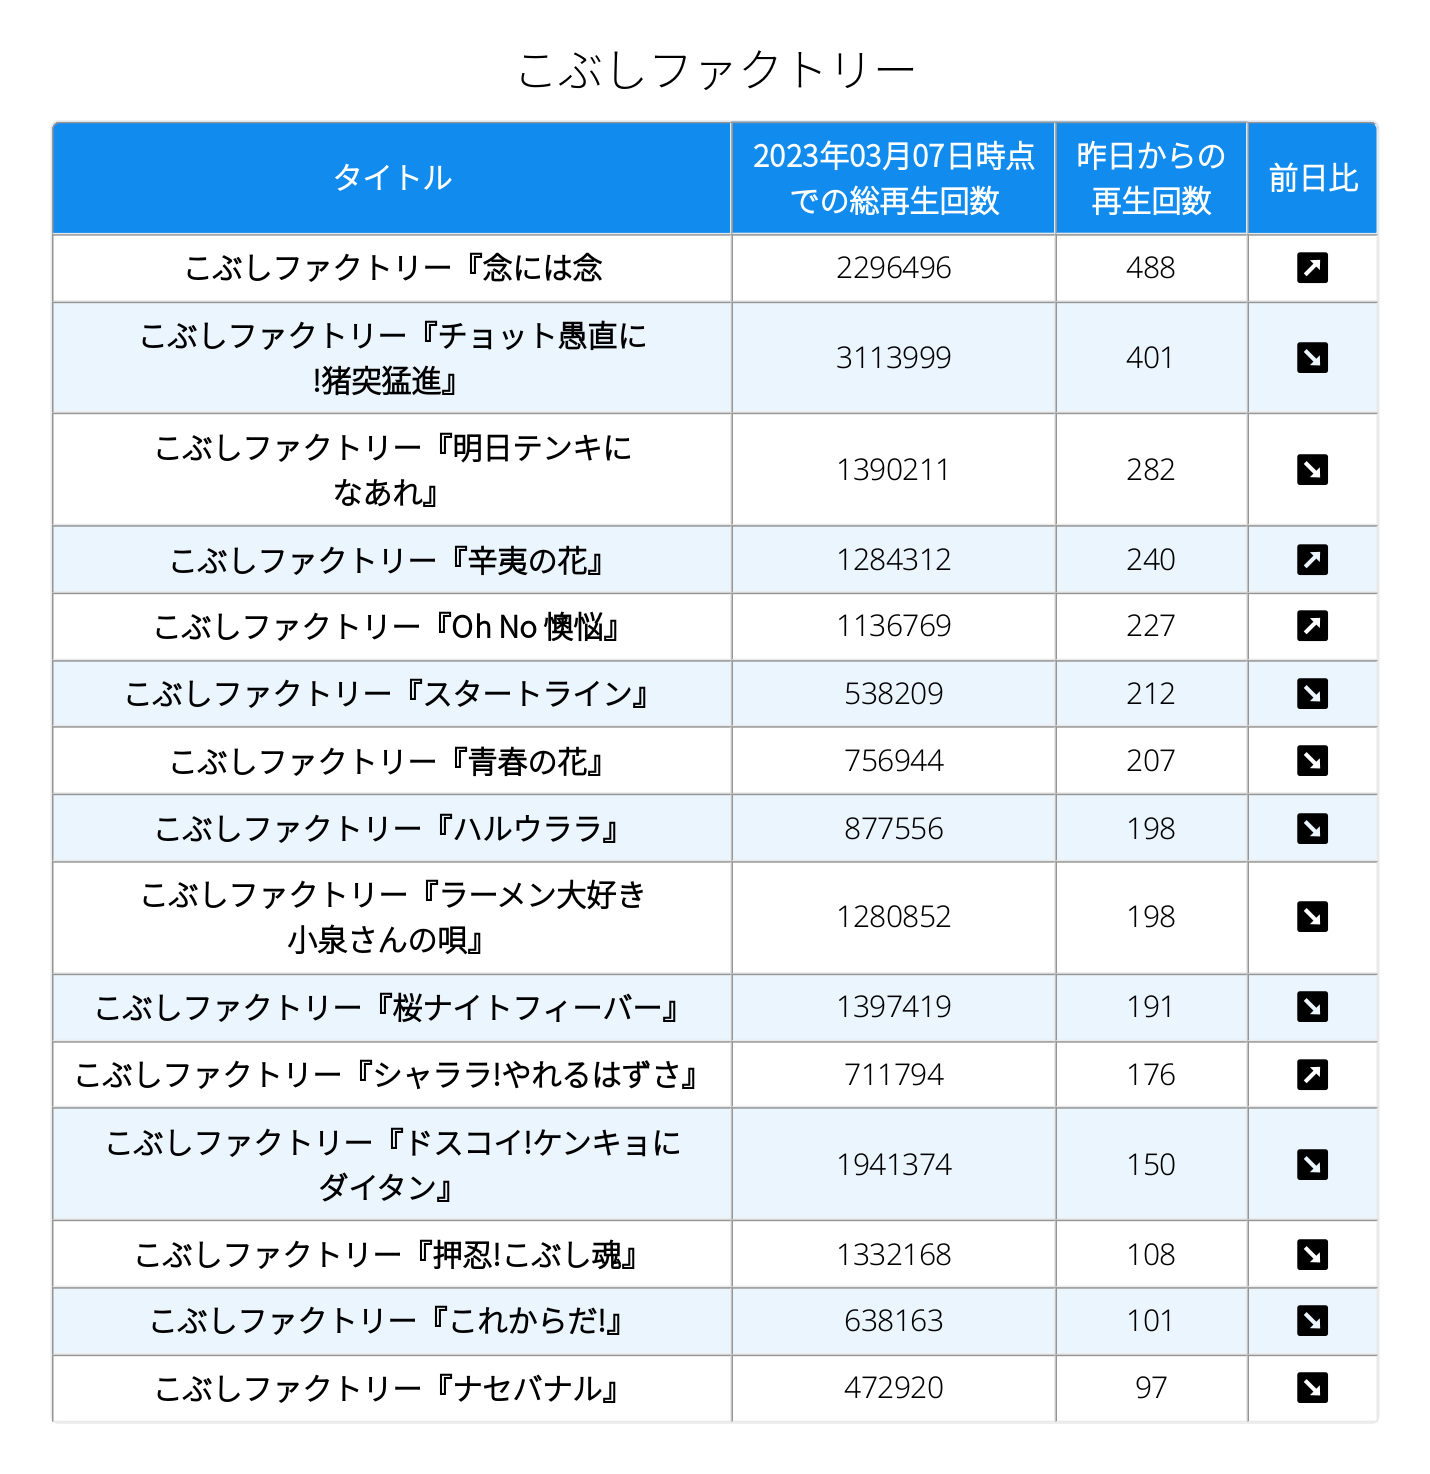 こぶしファクトリー
タイトル
2023年03月07日時点
での総再生回数
昨日からの
再生回数
前日比
こぶしファクトリー『念には念 2296496 488
こぶしファクトリー『チョット愚直に
!猪突猛進』 3113999 401
こぶしファクトリー『明日テンキに
なあれ』 1390211 282
こぶしファクトリー『辛夷の花』 1284312 240
こぶしファクトリー『Oh No 懊悩』 1136769 227
こぶしファクトリー『スタートライン』 538209 212
こぶしファクトリー『青春の花』 756944 207
こぶしファクトリー『ハルウララ』 877556 198
こぶしファクトリー『ラーメン大好き
小泉さんの唄』 1280852 198
こぶしファクトリー『桜ナイトフィーバー』 1397419 191
こぶしファクトリー『シャララ!やれるはずさ』 711794 176
こぶしファクトリー『ドスコイ!ケンキョに
ダイタン』 1941374 150
こぶしファクトリー『押忍!こぶし魂』 1332168 108
こぶしファクトリー『これからだ!』 638163 101
こぶしファクトリー『ナセバナル』 472920 97